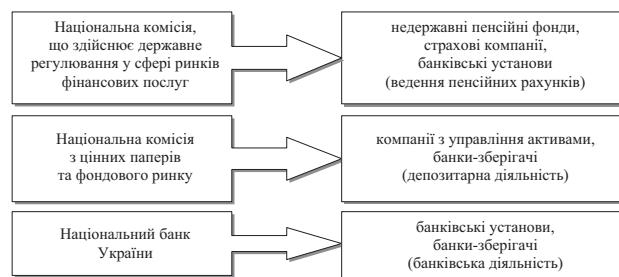 Національна комісія,
що здійснює державне
регулювання у сфері ринків
фінансових послуг
недержавні пенсійні фонди,
страхові компанії,
банківські установи
(ведення пенсійних рахунків)
Національна комісія
з цінних паперів
та фондового ринку
компанії з управління активами,
банки-зберігачі
(депозитарна діяльність)
Національний банк
України
банківські установи,
банки-зберігачі
(банківська діяльність)